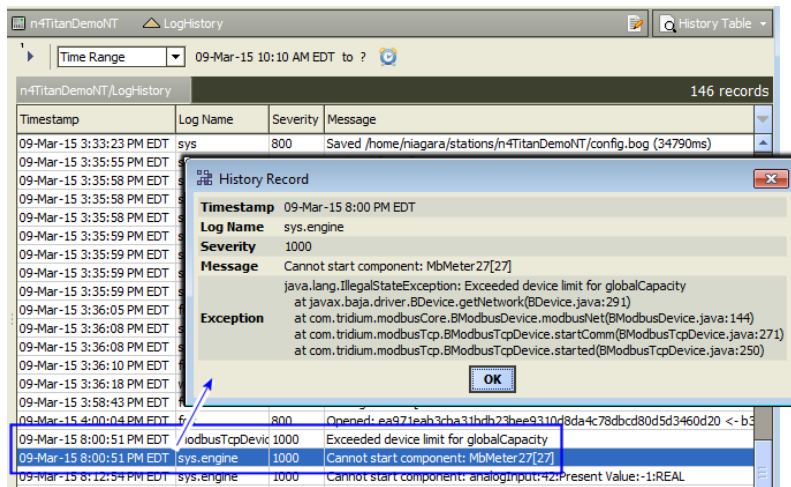 n4TitanDemoNT LogHistory History Table
Time Range 09-Mar-15 10:10 AM EDT to ?
n4TitanDemoNT/LogHistory 146 records
Timestamp Log Name Severity Message
09-Mar-15 3:33:23 PM EDT sys 800 Saved /home/niagara/stations/n4TitanDemoNT/config.bog (34790ms)
09-Mar-15 3:35:55 PM EDT
09-Mar-15 3:35:58 PM EDT
09-Mar-15 3:35:58 PM EDT
09-Mar-15 3:35:58 PM EDT
09-Mar-15 3:35:59 PM EDT
09-Mar-15 3:35:59 PM EDT
09-Mar-15 3:35:59 PM EDT
09-Mar-15 3:35:59 PM EDT
09-Mar-15 3:36:05 PM EDT
09-Mar-15 3:36:08 PM EDT
09-Mar-15 3:36:08 PM EDT
09-Mar-15 3:36:10 PM EDT
09-Mar-15 3:36:18 PM EDT
09-Mar-15 3:58:43 PM EDT
History Record
Timestamp 09-Mar-15 8:00 PM EDT
Log Name sys.engine
Severity 1000
Message Cannot start component: MbMeter27[27]
Exception java.lang.IllegalStateException: Exceeded device limit for globalCapacity
at javax.baja.driver.BDevice.getNetwork(BDevice.java:291)
at com.tridium.modbusCore.BModbusDevice.modbusNet(BModbusDevice.java:144)
at com.tridium.modbusTcp.BModbusTcpDevice.startComm(BModbusTcpDevice.java:271)
at com.tridium.modbusTcp.BModbusTcpDevice.started(BModbusTcpDevice.java:250)
OK
09-Mar-15 4:00:04 PM EDT 800 Opened: <- b3
09-Mar-15 8:00:51 PM EDT modbusTcpDevic 1000 Exceeded device limit for globalCapacity
09-Mar-15 8:00:51 PM EDT sys.engine 1000 Cannot start component: MbMeter27[27]
09-Mar-15 8:12:54 PM EDT sys.engine 1000 Cannot start component: analogInput:42:Present Value:-1:REAL